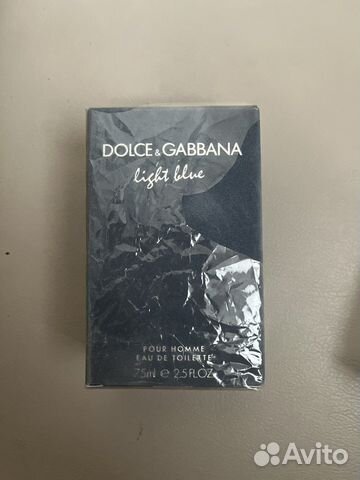 DOLCE & GABBANA
light blue
POUR HOMME
EAU DE TOILETTE
75ml e 2.5 FL.OZ.
Avito